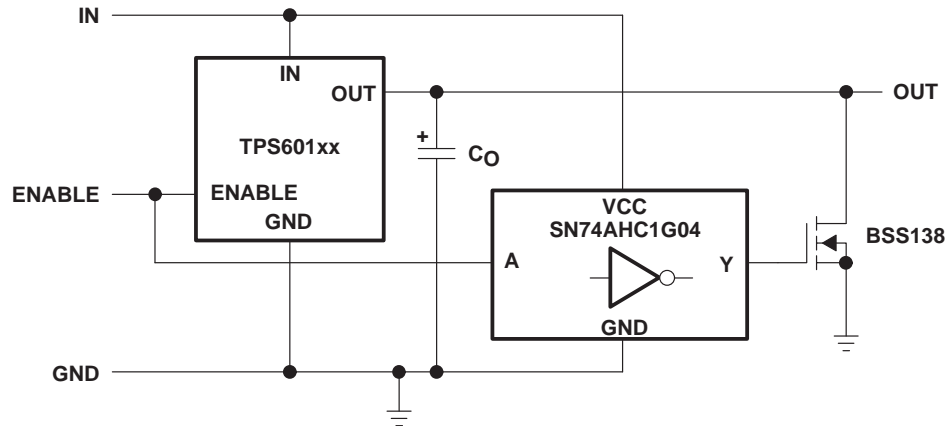 IN
IN
OUT
OUT
TPS601xx
+
CO
ENABLE
ENABLE
GND
VCC
SN74AHC1G04
BSS138
A
Y
GND
GND